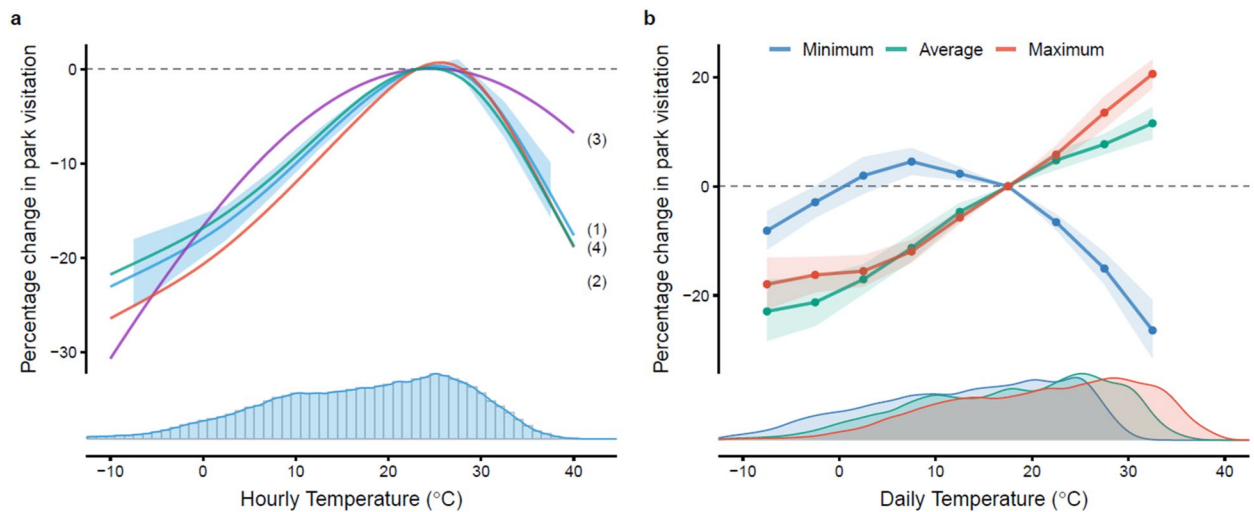 a
Percentage change in park visitation
0
−10
−20
−30
(3)
(1)
(4)
(2)
−10 0 10 20 30 40
Hourly Temperature (°C)
b
Minimum Average Maximum
Percentage change in park visitation
20
0
−20
−10 0 10 20 30 40
Daily Temperature (°C)